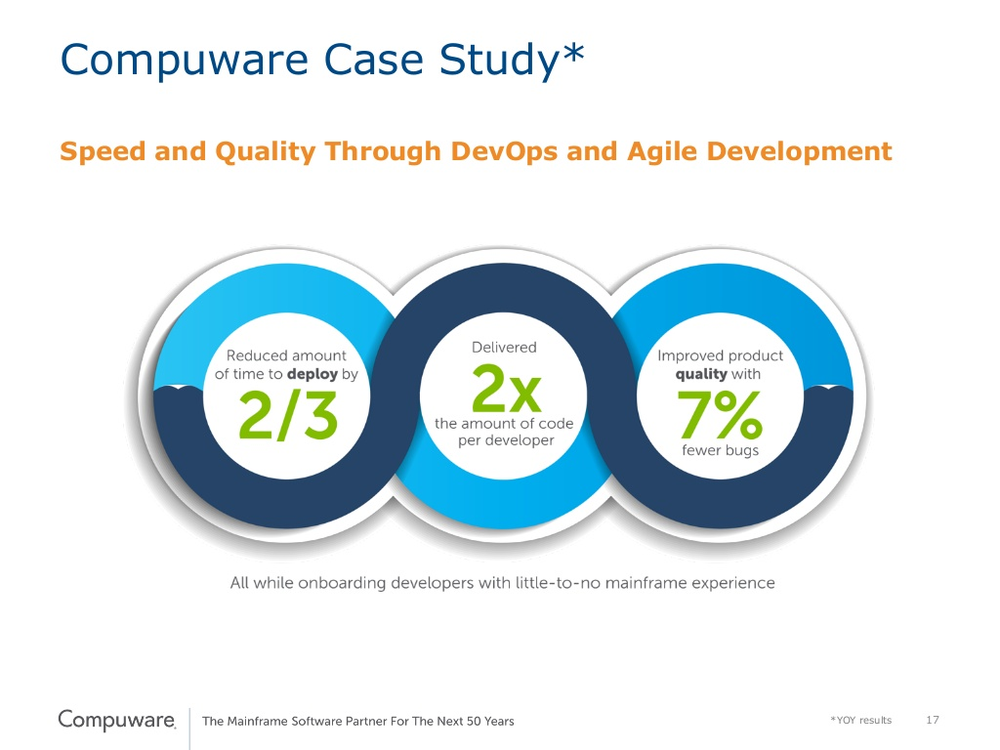 Compuware Case Study*
Speed and Quality Through DevOps and Agile Development
Reduced amount
of time to deploy by
2/3
Delivered
2x
the amount of code
per developer
Improved product
quality with
7%
fewer bugs
All while onboarding developers with little-to-no mainframe experience
Compuware.
The Mainframe Software Partner For The Next 50 Years
*YOY results
17